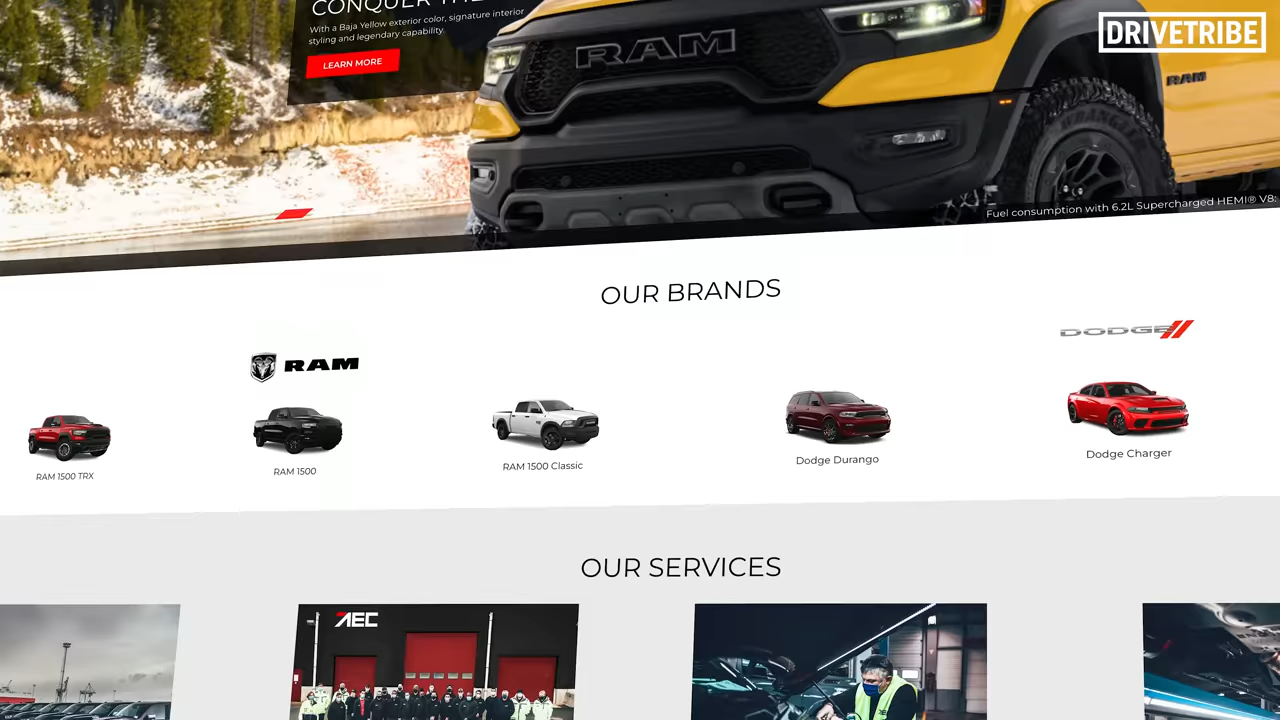 CONQUER THE
With a Baja Yellow exterior color, signature interior
styling and legendary capability.
LEARN MORE
RAM
RAM
DRIVETRIBE
Fuel consumption with 6.2L Supercharged HEMI® V8:
OUR BRANDS
RAM
DODGE
RAM 1500 TRX
RAM 1500
RAM 1500 Classic
Dodge Durango
Dodge Charger
OUR SERVICES
AEC